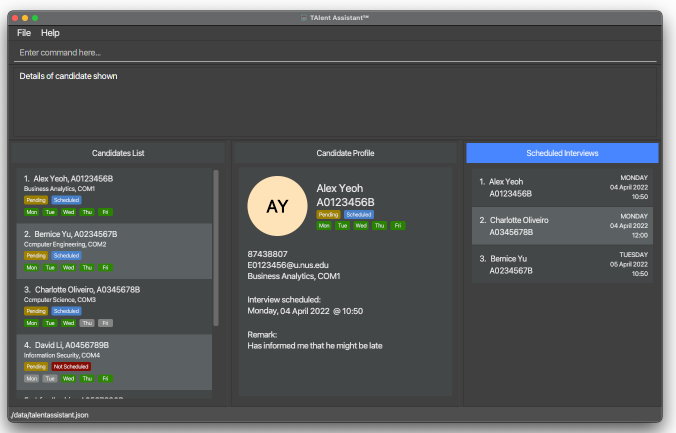 TAlent Assistant™
File Help
Enter command here...
Details of candidate shown
Candidates List
1. Alex Yeoh, A0123456B
Business Analytics, COM1
Pending Scheduled
Mon Tue Wed Thu Fri
2. Bernice Yu, A0234567B
Computer Engineering, COM2
Pending Scheduled
Mon Tue Wed Thu Fri
3. Charlotte Oliveiro, A0345678B
Computer Science, COM3
Pending Scheduled
Mon Tue Wed Thu Fri
4. David Li, A0456789B
Information Security, COM4
Pending Not Scheduled
Mon Tue Wed Thu Fri
Candidate Profile
AY
Alex Yeoh
A0123456B
Pending Scheduled
Mon Tue Wed Thu Fri
87438807
E0123456@u.nus.edu
Business Analytics, COM1
Interview scheduled:
Monday, 04 April 2022 @ 10:50
Remark:
Has informed me that he might be late
Scheduled Interviews
1. Alex Yeoh
A0123456B
MONDAY
04 April 2022
10:50
2. Charlotte Oliveiro
A0345678B
MONDAY
04 April 2022
12:00
3. Bernice Yu
A0234567B
TUESDAY
05 April 2022
10:50
./data/talentassistant.json